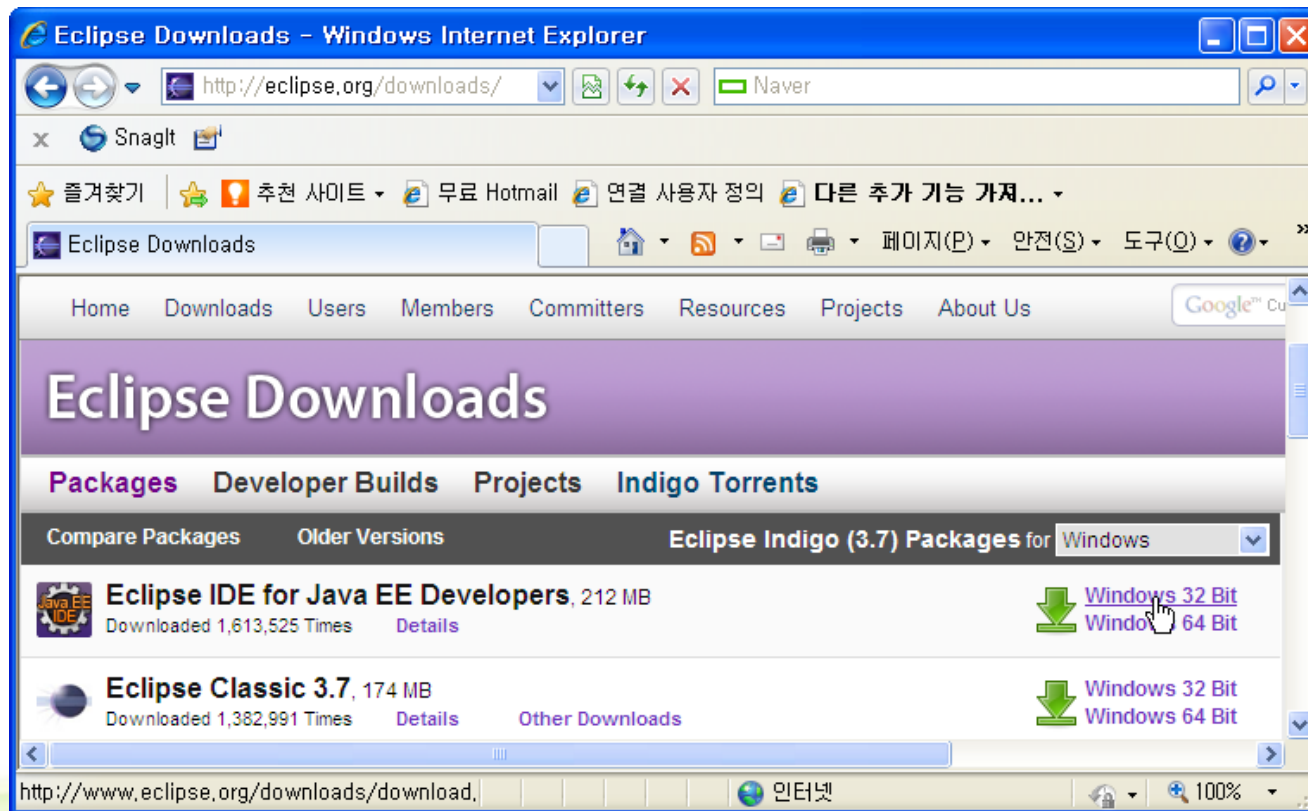 Eclipse Downloads - Windows Internet Explorer
http://eclipse.org/downloads/ Naver
x SnagIt
즐겨찾기 추천 사이트 무료 Hotmail 연결 사용자 정의 다른 추가 기능 가져...
Eclipse Downloads 페이지(P) 안전(S) 도구(O) »
Home Downloads Users Members Committers Resources Projects About Us Google™ Cu
Eclipse Downloads
Packages Developer Builds Projects Indigo Torrents
Compare Packages Older Versions Eclipse Indigo (3.7) Packages for Windows
Java EE
IDE
Eclipse IDE for Java EE Developers, 212 MB Windows 32 Bit
Downloaded 1,613,525 Times Details Windows 64 Bit
Eclipse Classic 3.7, 174 MB Windows 32 Bit
Downloaded 1,382,991 Times Details Other Downloads Windows 64 Bit
http://www.eclipse.org/downloads/download. 인터넷 100%